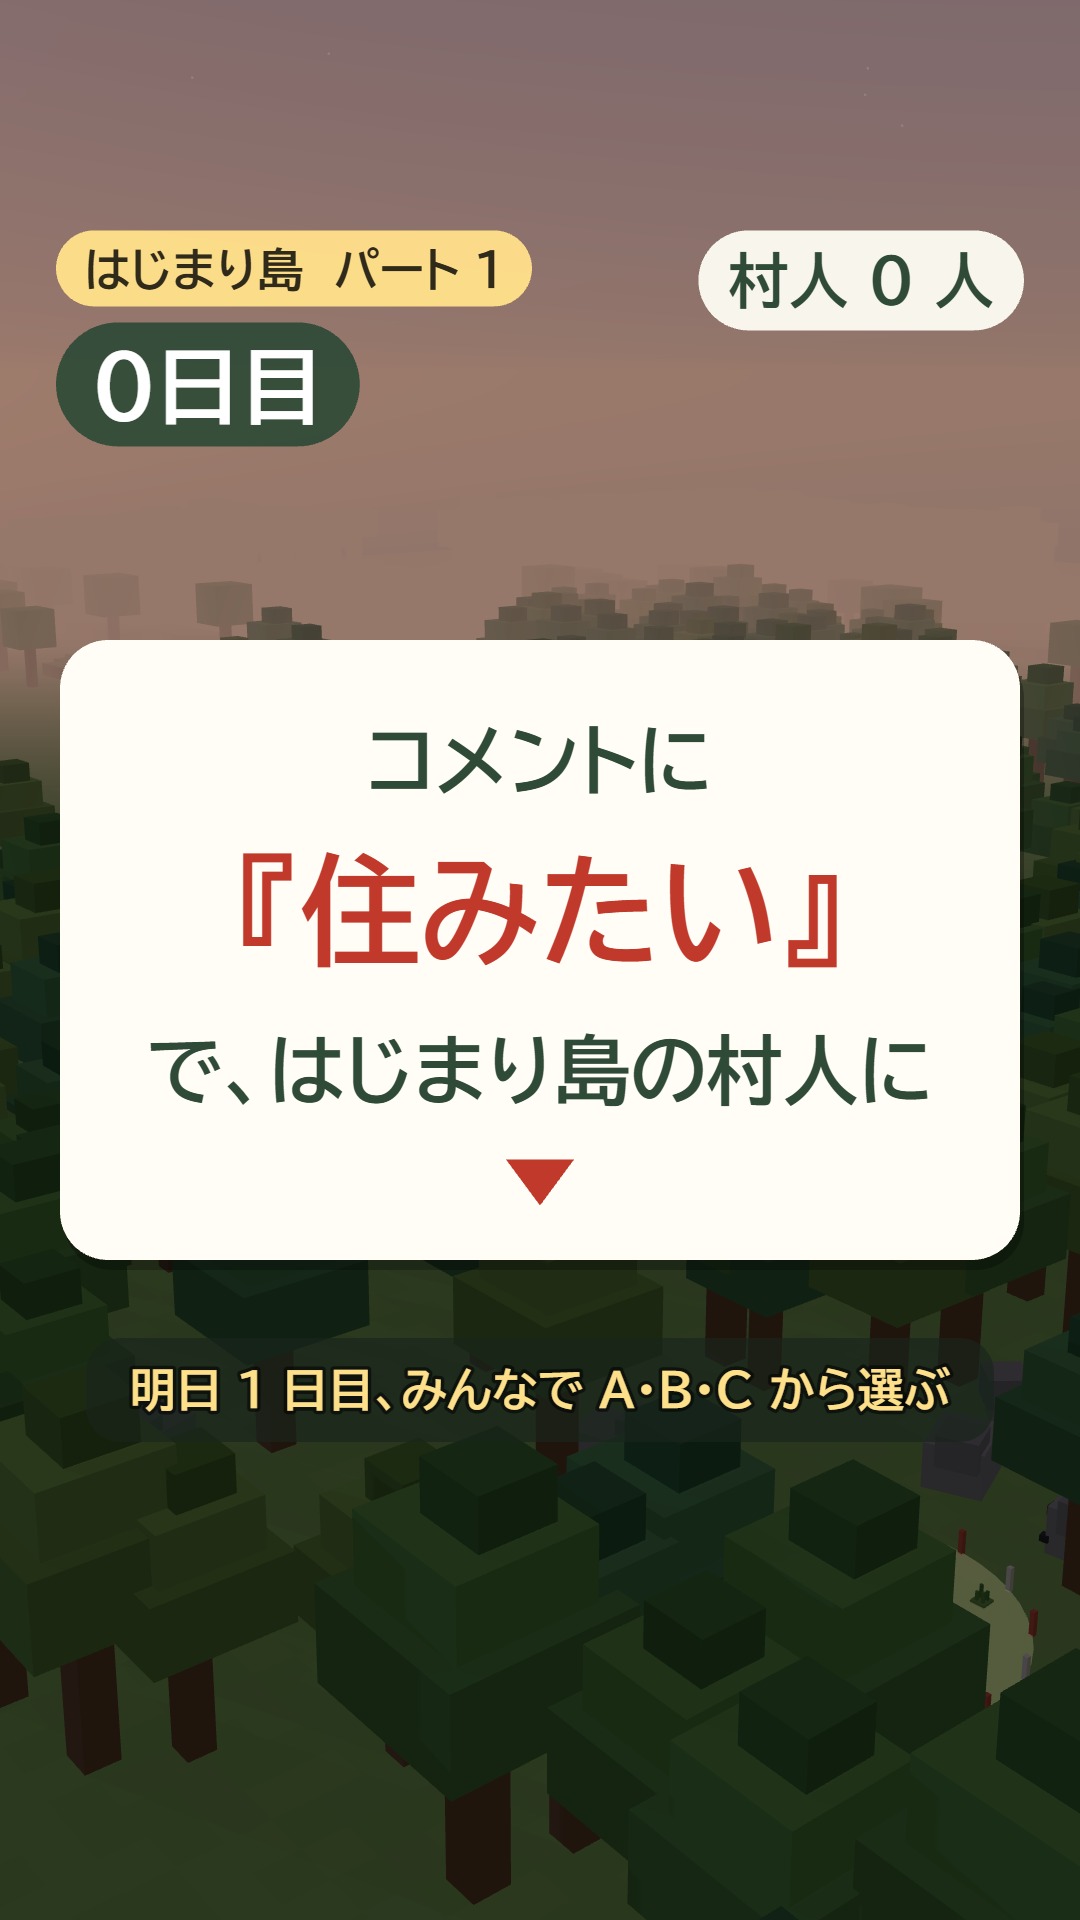 はじまり島 パート 1
村人 0 人
0日目
コメントに
『住みたい』
で、はじまり島の村人に
明日 1 日目、みんなで A・B・C から選ぶ